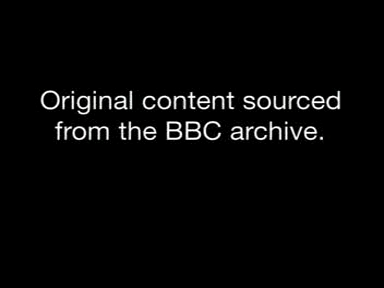 Original content sourced
from the BBC archive.